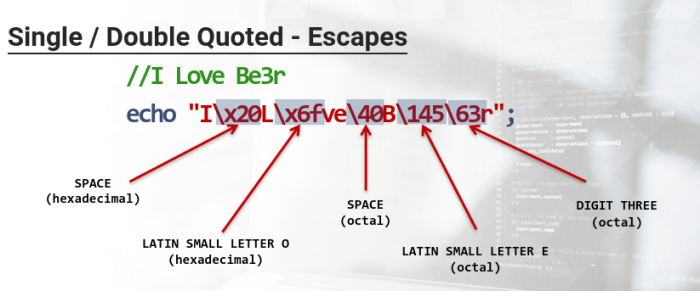 Single / Double Quoted - Escapes
//I Love Be3r
echo "I\x20L\x6fve\40B\145\63r";
SPACE
(hexadecimal)
LATIN SMALL LETTER O
(hexadecimal)
SPACE
(octal)
LATIN SMALL LETTER E
(octal)
DIGIT THREE
(octal)